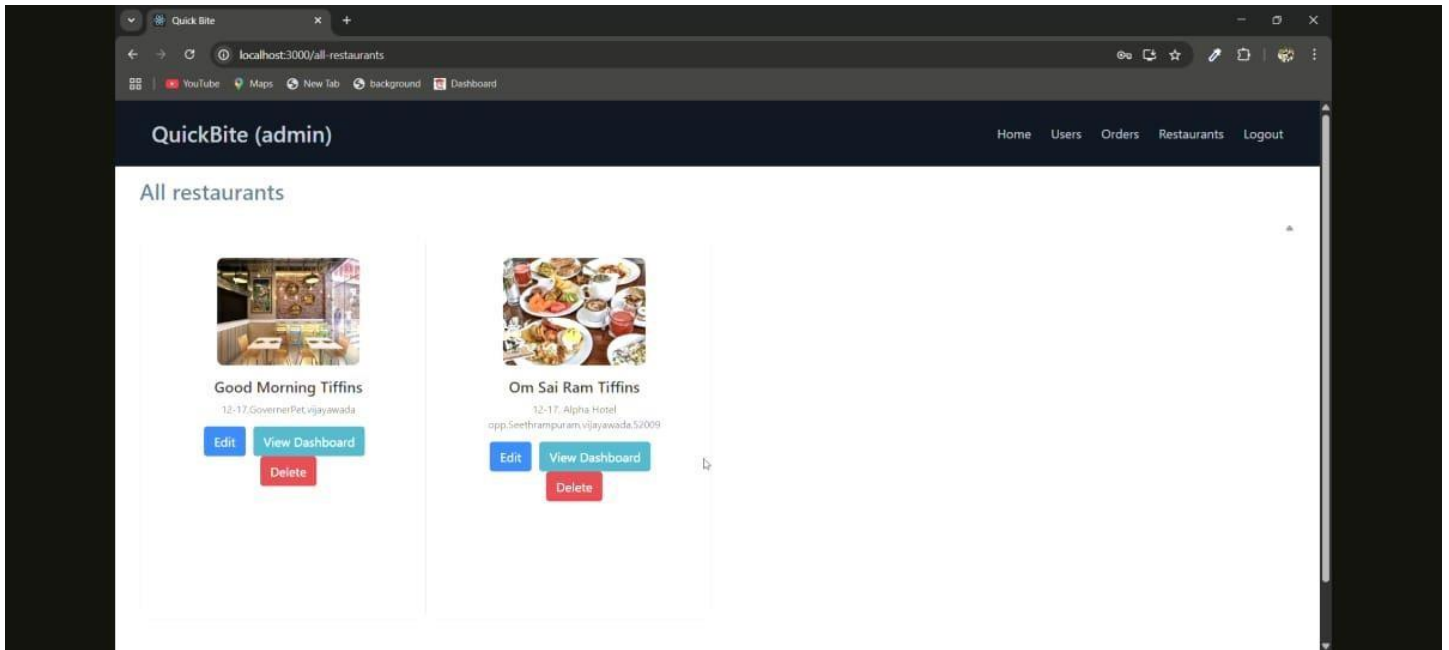 Quick Bite
localhost:3000/all-restaurants
YouTube Maps New Tab background Dashboard
QuickBite (admin) Home Users Orders Restaurants Logout
All restaurants
Good Morning Tiffins
12-17,GovernerPet,vijayawada
Edit View Dashboard
Delete
Om Sai Ram Tiffins
12-17, Alpha Hotel
opp,Seethrampuram,vijayawada,52009
Edit View Dashboard
Delete